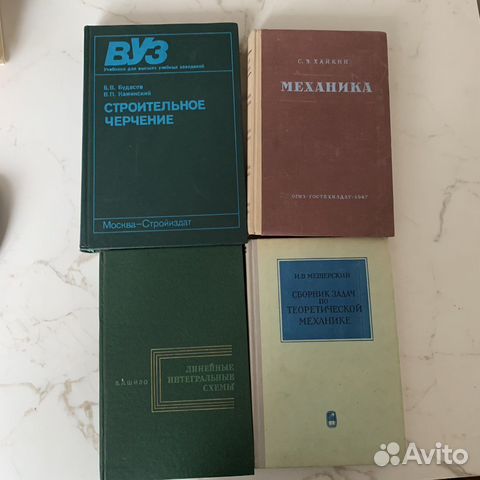 ВУЗ
Учебник для высших учебных заведений
Б.В. Будасов
В.П. Каминский
СТРОИТЕЛЬНОЕ
ЧЕРЧЕНИЕ
Москва–Стройиздат
С. Э. ХАЙКИН
МЕХАНИКА
ОГИЗ · ГОСТЕХИЗДАТ · 1947
В.Л.ШИЛО
ЛИНЕЙНЫЕ
ИНТЕГРАЛЬНЫЕ
СХЕМЫ
И.В. МЕЩЕРСКИЙ
СБОРНИК ЗАДАЧ
ПО
ТЕОРЕТИЧЕСКОЙ
МЕХАНИКЕ
Avito